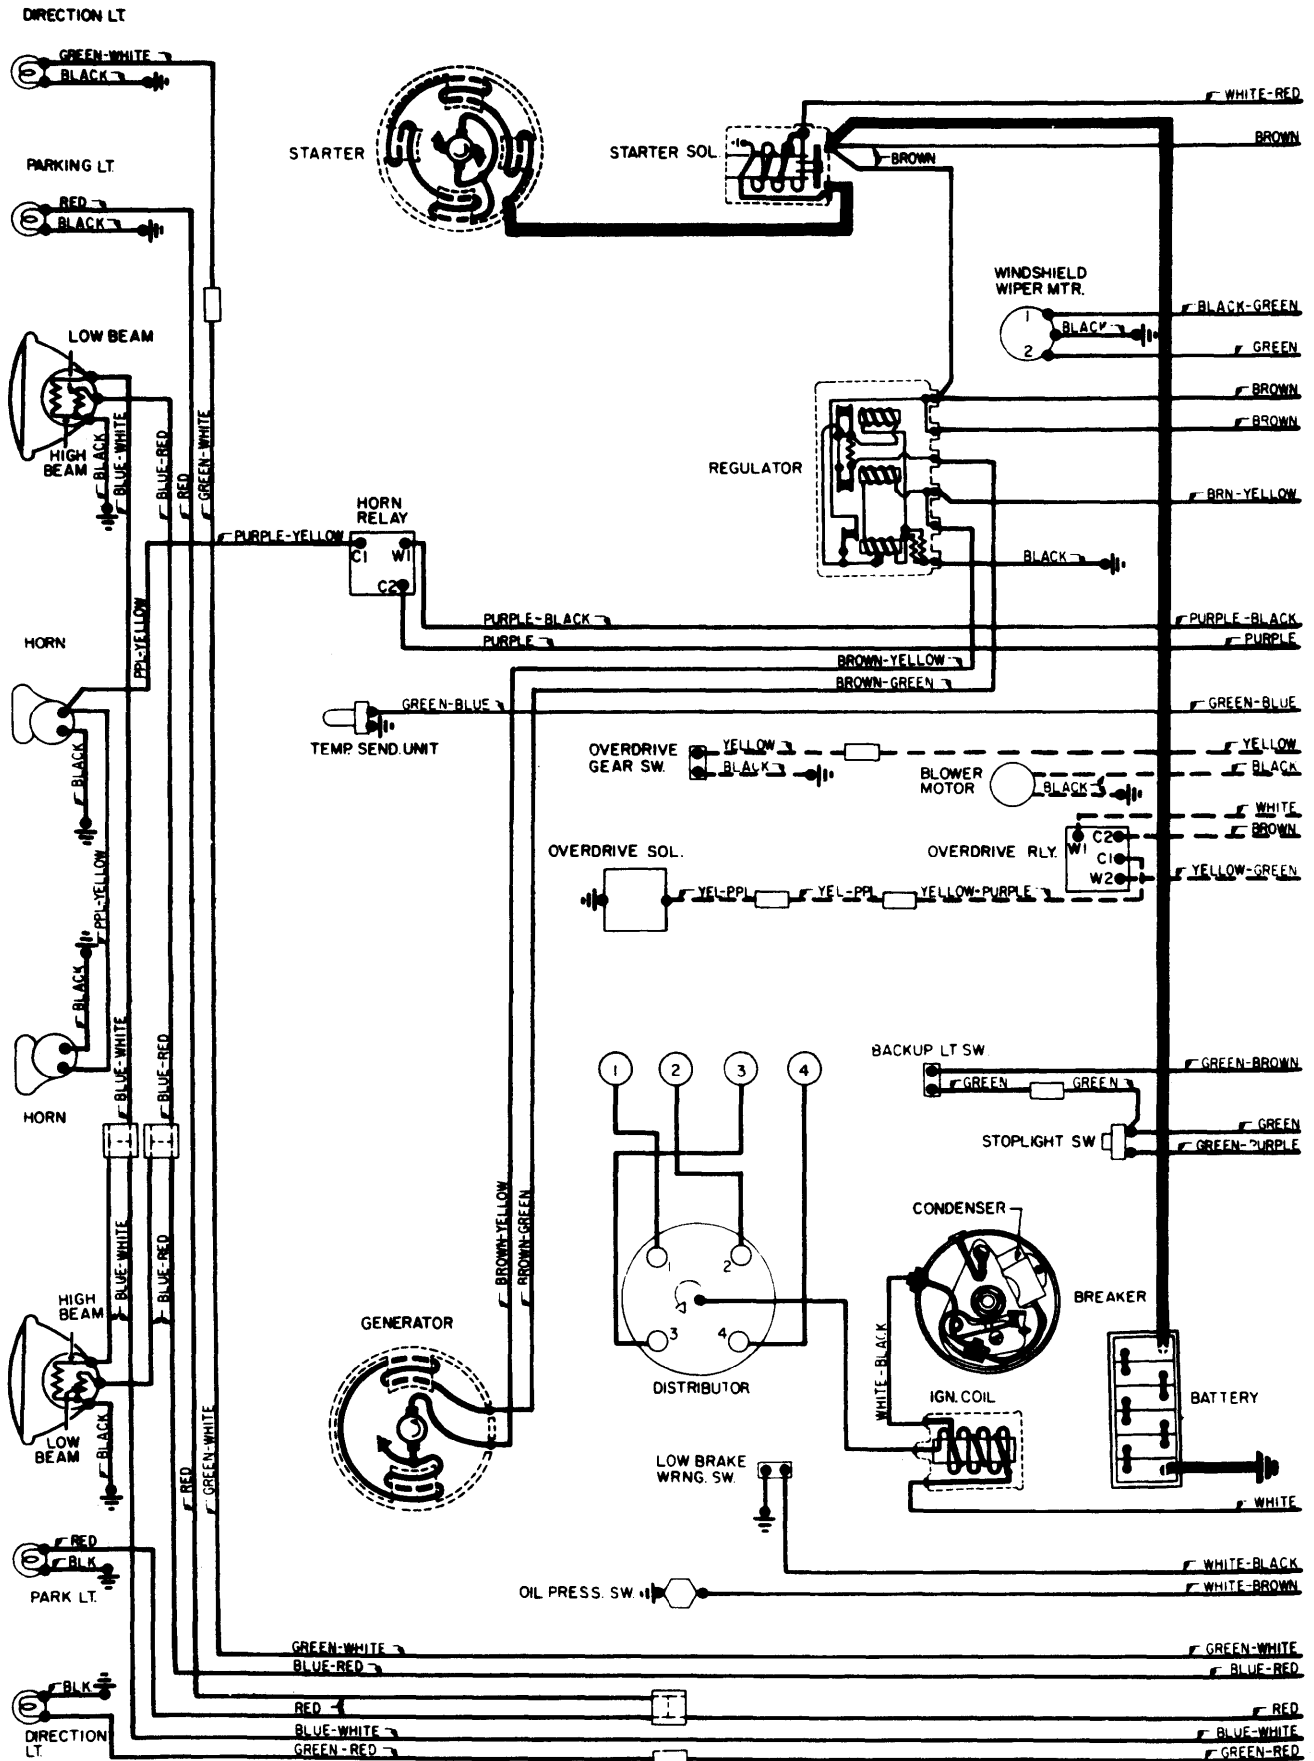 DIRECTION LT.
GREEN-WHITE
BLACK
WHITE-RED
BROWN
STARTER
STARTER SOL.
BROWN
PARKING LT.
RED
BLACK
WINDSHIELD
WIPER MTR.
1
BLACK
2
BLACK-GREEN
GREEN
LOW BEAM
HIGH
BEAM
BLACK
BLUE-WHITE
BLUE-RED
RED
GREEN-WHITE
BROWN
BROWN
REGULATOR
BRN-YELLOW
BLACK
HORN
RELAY
PURPLE-YELLOW
C1
W1
C2
PPL-YELLOW
PURPLE-BLACK
PURPLE-BLACK
PURPLE
PURPLE
HORN
BROWN-YELLOW
BROWN-GREEN
GREEN-BLUE
GREEN-BLUE
TEMP. SEND. UNIT
BLACK
OVERDRIVE
GEAR SW.
YELLOW
BLACK
YELLOW
BLACK
BLOWER
MOTOR
BLACK
WHITE
BROWN
OVERDRIVE RLY.
W1
C2
C1
W2
YELLOW-GREEN
OVERDRIVE SOL.
YEL-PPL
YEL-PPL
YELLOW-PURPLE
PPL-YELLOW
BLACK
BLUE-WHITE
BLUE-RED
HORN
1
2
3
4
BACKUP LT SW.
GREEN-BROWN
GREEN
GREEN
STOPLIGHT SW
GREEN
GREEN-PURPLE
BROWN-YELLOW
BROWN-GREEN
CONDENSER
BREAKER
1
2
3
4
DISTRIBUTOR
BLUE-WHITE
BLUE-RED
HIGH
BEAM
LOW
BEAM
BLACK
GENERATOR
WHITE-BLACK
IGN. COIL
BATTERY
RED
GREEN-WHITE
LOW BRAKE
WRNG. SW.
WHITE
RED
BLK
PARK LT.
WHITE-BLACK
OIL PRESS. SW.
WHITE-BROWN
GREEN-WHITE
GREEN-WHITE
BLUE-RED
BLUE-RED
BLK
DIRECTION
LT.
RED
RED
BLUE-WHITE
BLUE-WHITE
GREEN-RED
GREEN-RED